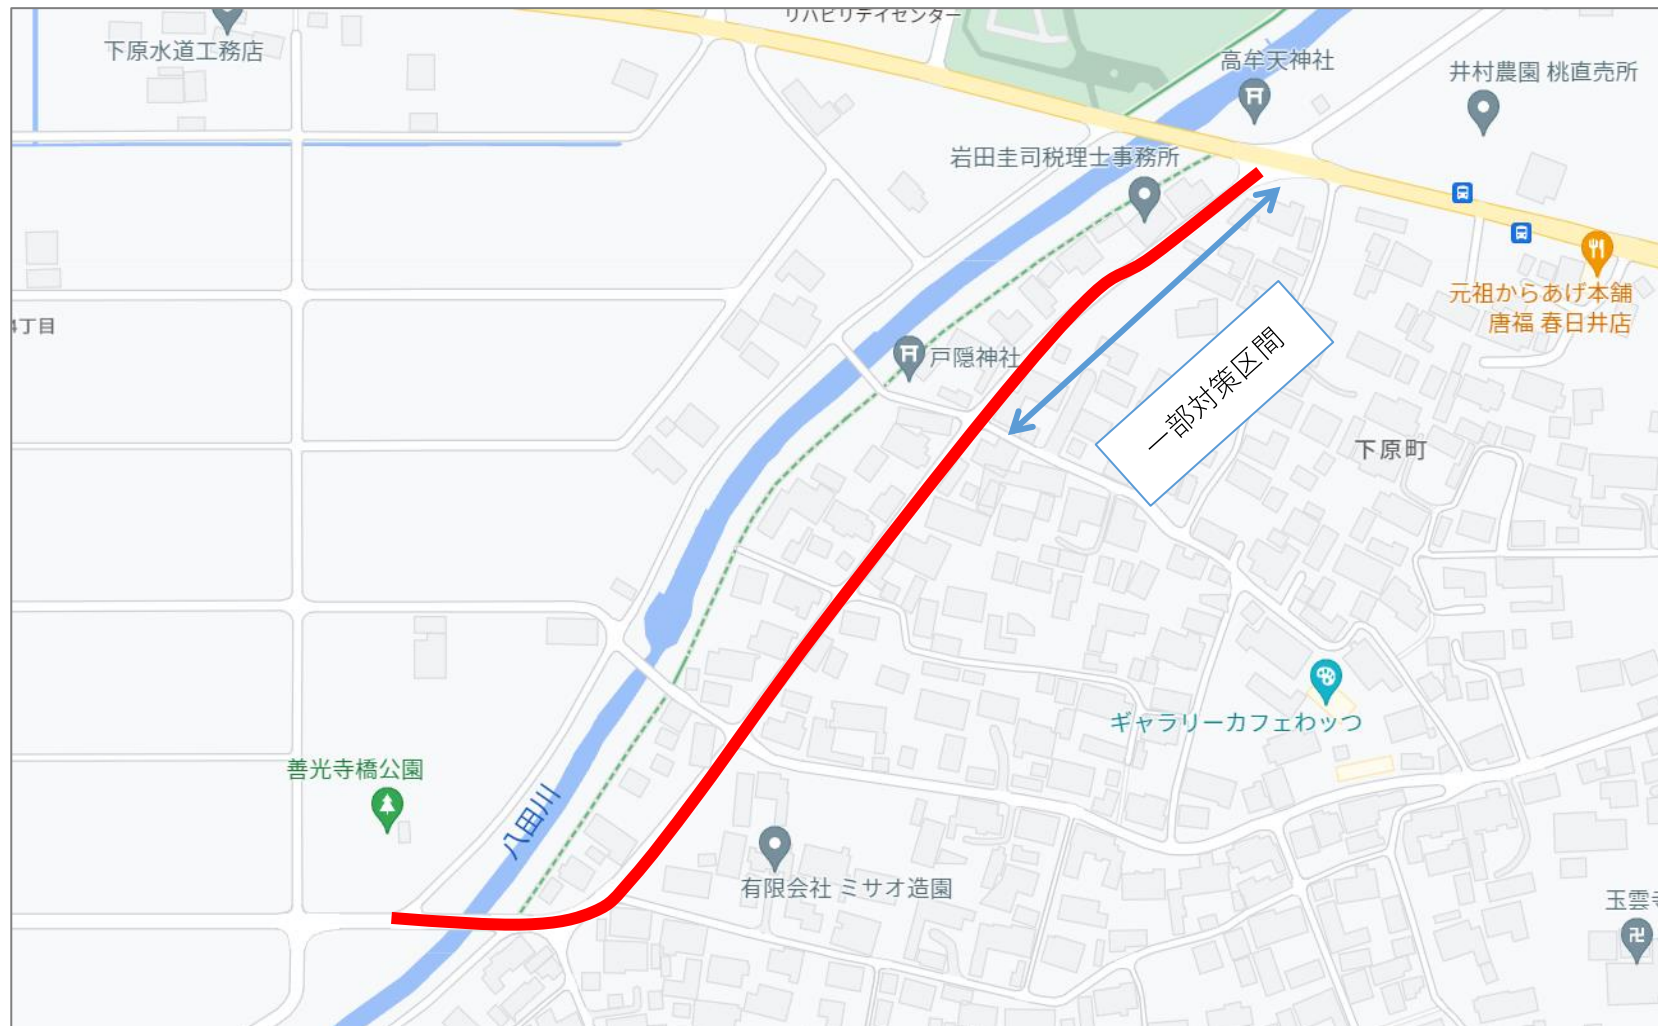 リハビリテイセンター
下原水道工務店
高牟天神社
井村農園 桃直売所
岩田圭司税理士事務所
元祖からあげ本舗
唐福 春日井店
4丁目
戸隠神社
一部対策区間
下原町
ギャラリーカフェわッつ
善光寺橋公園
八田川
有限会社 ミサオ造園
玉雲寺